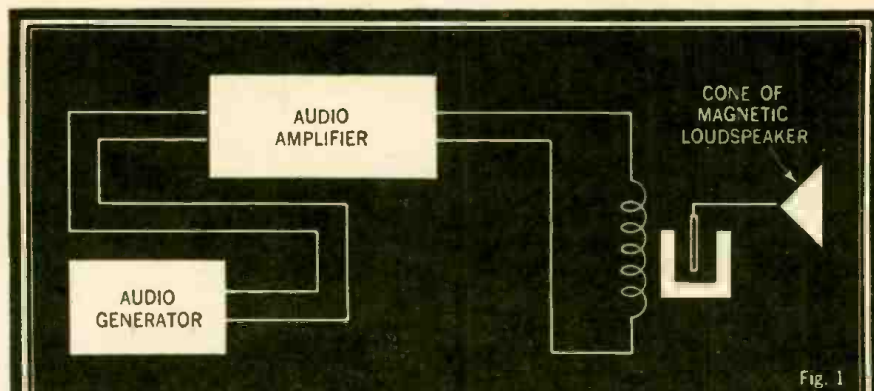 AUDIO
AMPLIFIER
CONE OF
MAGNETIC
LOUDSPEAKER
AUDIO
GENERATOR
Fig. 1